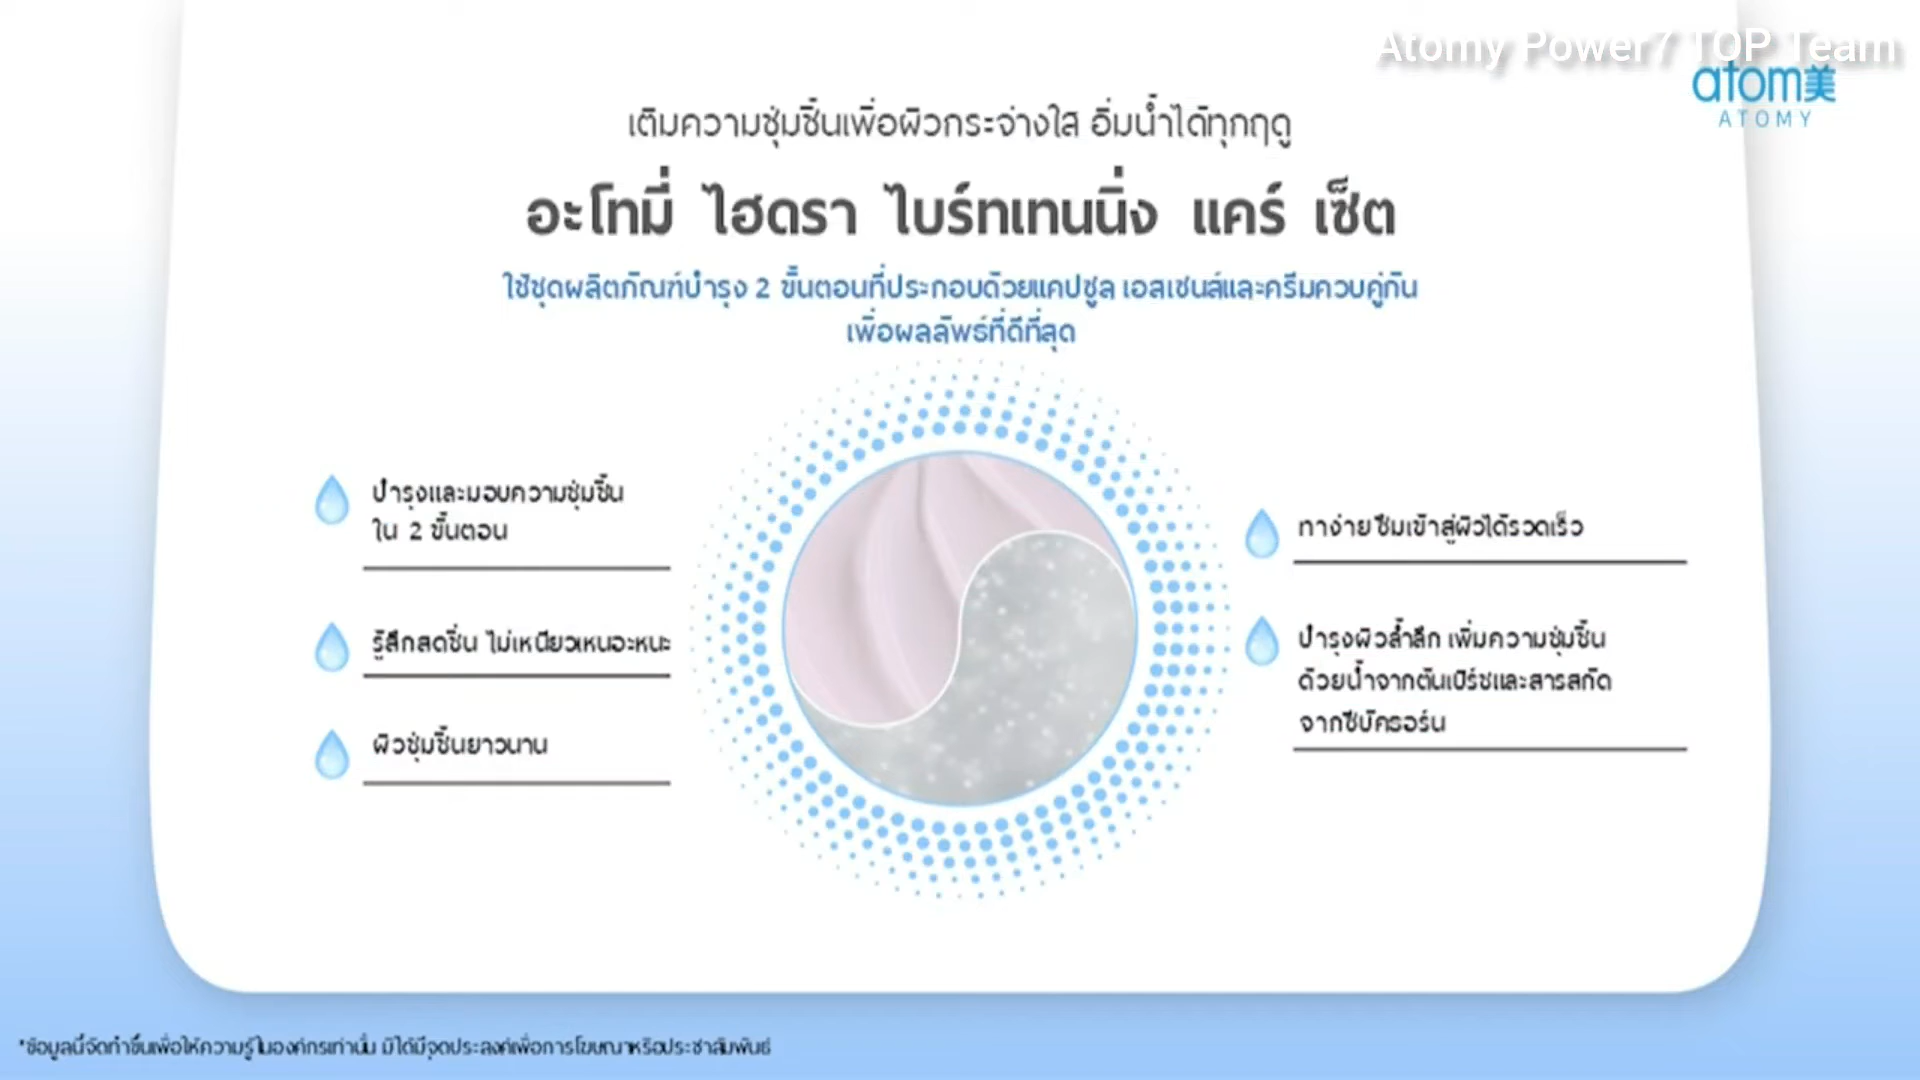 Atomy Power7 TOP Team
atom美
ATOMY
เติมความชุ่มชื้นเพื่อผิวกระจ่างใส อิ่มน้ำได้ทุกฤดู
อะโทมี่ ไฮดรา ไบร์ทเทนนิ่ง แคร์ เซ็ต
ใช้ชุดผลิตภัณฑ์บำรุง 2 ขั้นตอนที่ประกอบด้วยแคปซูล เอสเซนส์และครีมควบคู่กัน
เพื่อผลลัพธ์ที่ดีที่สุด
บำรุงและมอบความชุ่มชื้น
ใน 2 ขั้นตอน
รู้สึกสดชื่น ไม่เหนียวเหนอะหนะ
ผิวชุ่มชื้นยาวนาน
ทาง่าย ซึมเข้าสู่ผิวได้รวดเร็ว
บำรุงผิวล้ำลึก เพิ่มความชุ่มชื้น
ด้วยน้ำจากต้นเบิร์ชและสารสกัด
จากซีบัคธอร์น
*ข้อมูลนี้จัดทำขึ้นเพื่อให้ความรู้ในองค์กรเท่านั้น มิได้มีจุดประสงค์เพื่อการโฆษณาหรือประชาสัมพันธ์